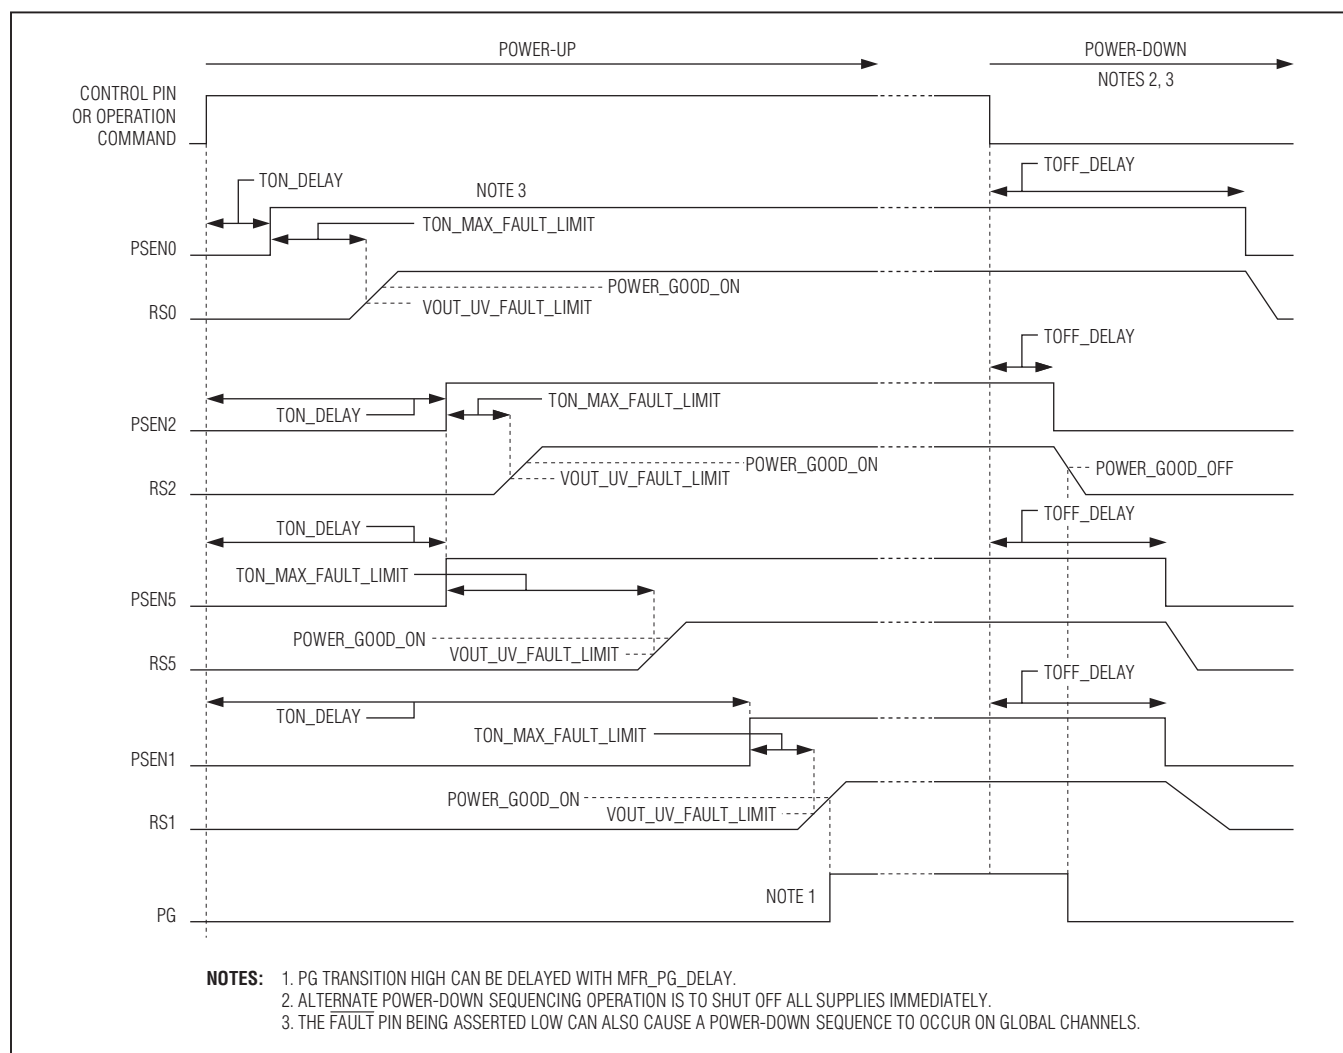 POWER-UP
POWER-DOWN
NOTES 2, 3
CONTROL PIN
OR OPERATION
COMMAND
TON_DELAY
NOTE 3
TOFF_DELAY
TON_MAX_FAULT_LIMIT
PSEN0
POWER_GOOD_ON
RS0
VOUT_UV_FAULT_LIMIT
TOFF_DELAY
TON_MAX_FAULT_LIMIT
TON_DELAY
PSEN2
POWER_GOOD_ON
POWER_GOOD_OFF
VOUT_UV_FAULT_LIMIT
RS2
TON_DELAY
TOFF_DELAY
TON_MAX_FAULT_LIMIT
PSEN5
POWER_GOOD_ON
VOUT_UV_FAULT_LIMIT
RS5
TOFF_DELAY
TON_DELAY
TON_MAX_FAULT_LIMIT
PSEN1
POWER_GOOD_ON
VOUT_UV_FAULT_LIMIT
RS1
NOTE 1
PG
NOTES: 1. PG TRANSITION HIGH CAN BE DELAYED WITH MFR_PG_DELAY.
2. ALTERNATE POWER-DOWN SEQUENCING OPERATION IS TO SHUT OFF ALL SUPPLIES IMMEDIATELY.
3. THE FAULT PIN BEING ASSERTED LOW CAN ALSO CAUSE A POWER-DOWN SEQUENCE TO OCCUR ON GLOBAL CHANNELS.